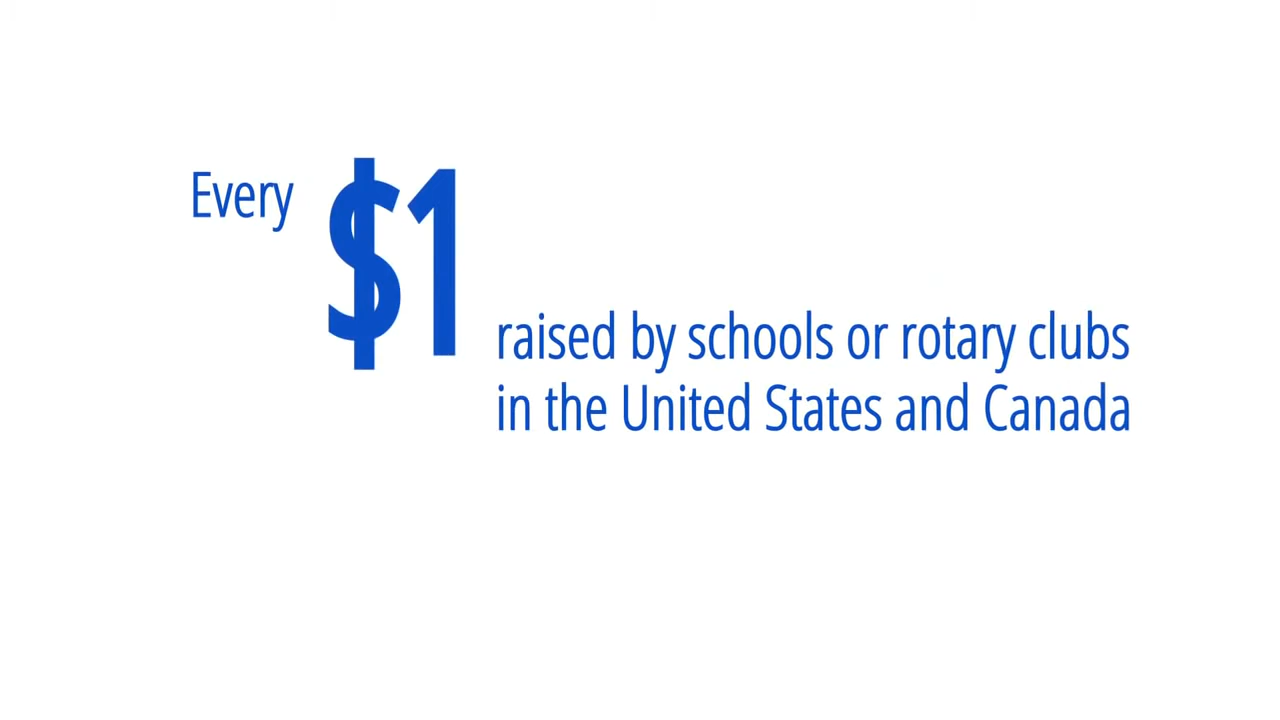 Every
$1
raised by schools or rotary clubs
in the United States and Canada